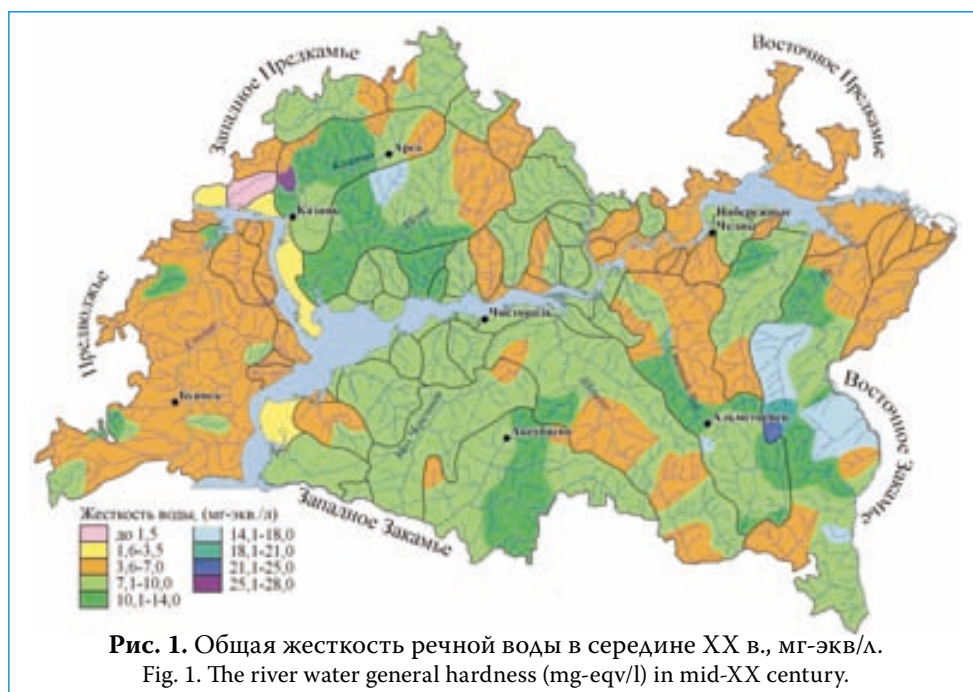 Западное Предкамье
Восточное Предкамье
Арск
Казань
Набережные
Челны
Предволжье
Чистополь
Буинск
Альметьевск
Восточное Закамье
Западное Закамье
Жесткость воды, (мг-экв./л)
до 1,5
1,6-3,5
3,6-7,0
7,1-10,0
10,1-14,0
14,1-18,0
18,1-21,0
21,1-25,0
25,1-28,0
Рис. 1. Общая жесткость речной воды в середине XX в., мг-экв/л.
Fig. 1. The river water general hardness (mg-eqv/l) in mid-XX century.